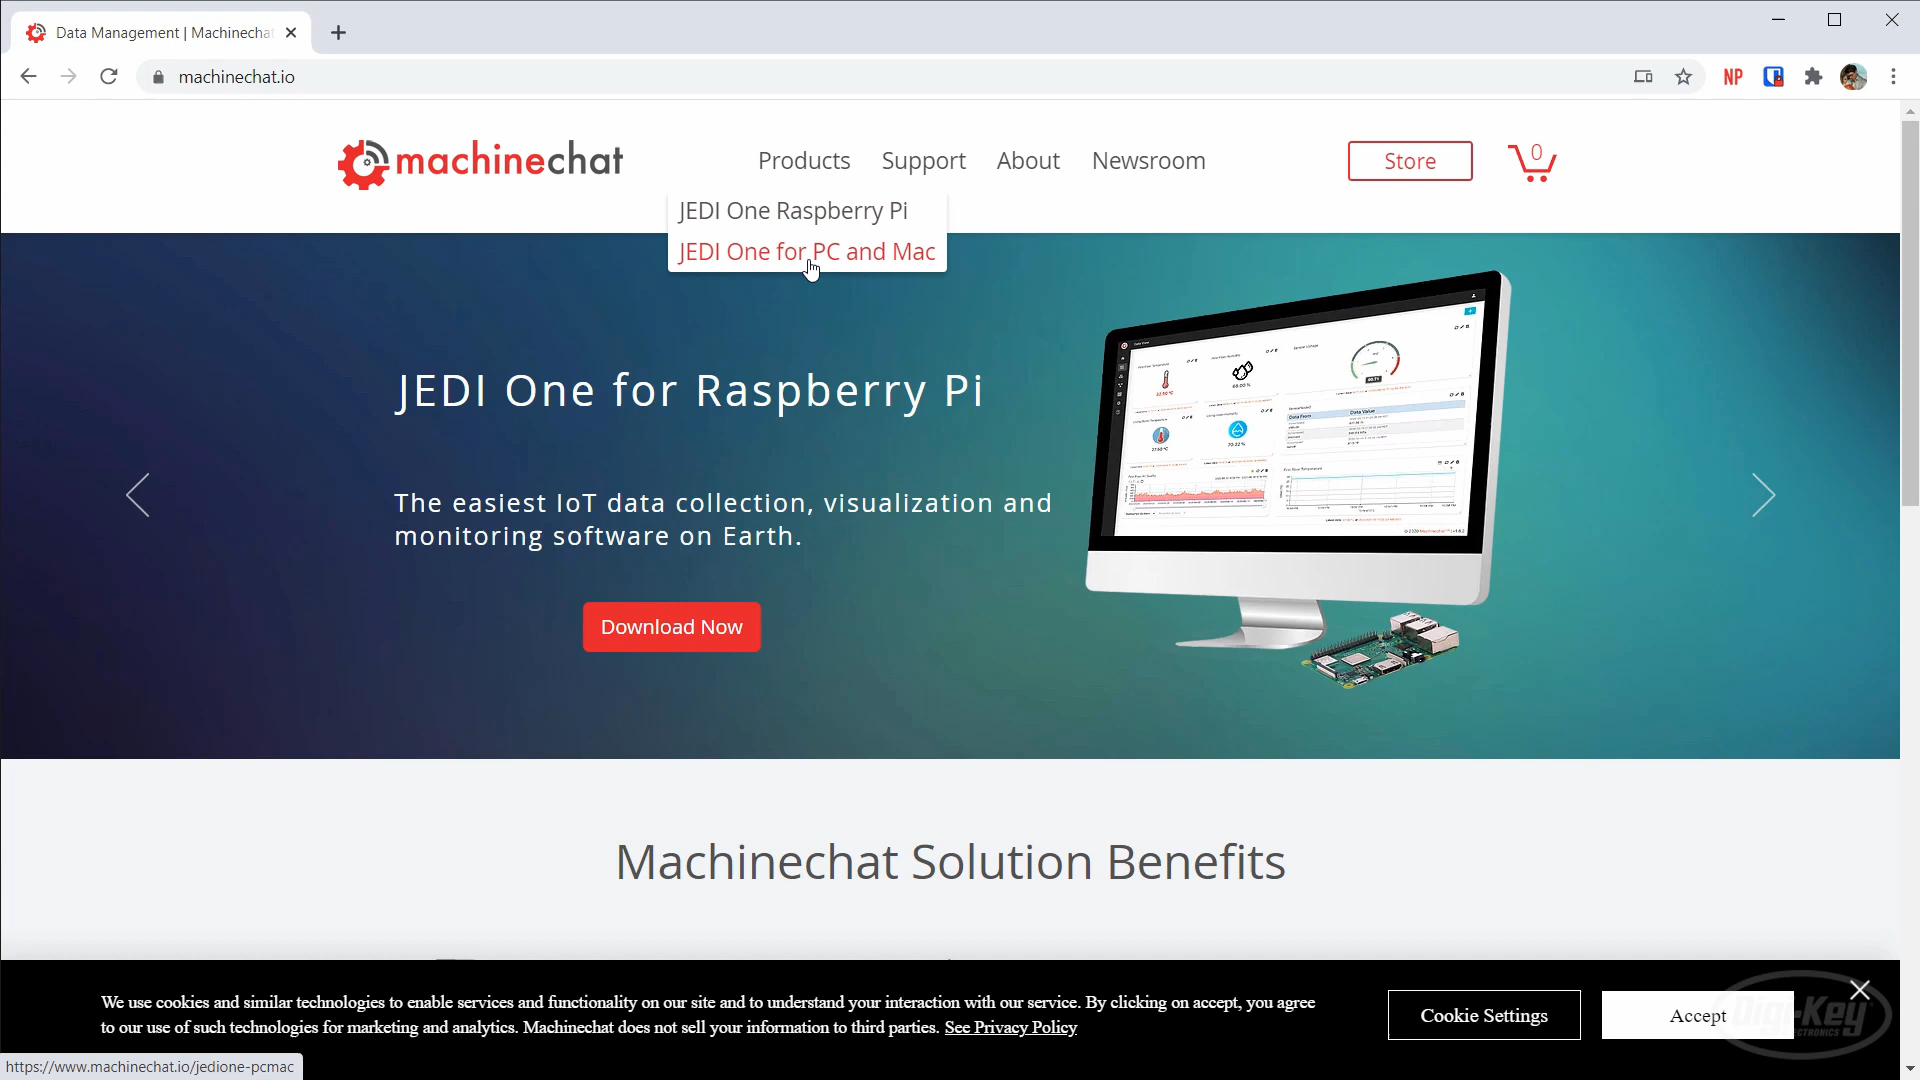 Data Management | Machinechat
machinechat.io
NP
machinechat
Products
Support
About
Newsroom
Store
0
JEDI One Raspberry Pi
JEDI One for PC and Mac
JEDI One for Raspberry Pi
The easiest IoT data collection, visualization and
monitoring software on Earth.
Download Now
Machinechat Solution Benefits
We use cookies and similar technologies to enable services and functionality on our site and to understand your interaction with our service. By clicking on accept, you agree
to our use of such technologies for marketing and analytics. Machinechat does not sell your information to third parties. See Privacy Policy
Cookie Settings
Accept
Digi-Key
ELECTRONICS
https://www.machinechat.io/jedione-pcmac